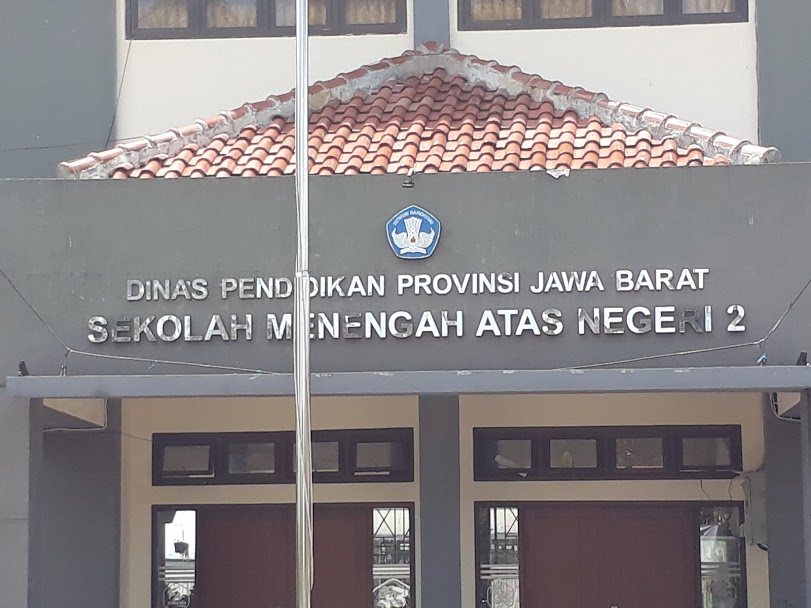 DINAS PENDIDIKAN PROVINSI JAWA BARAT
SEKOLAH MENENGAH ATAS NEGERI 2